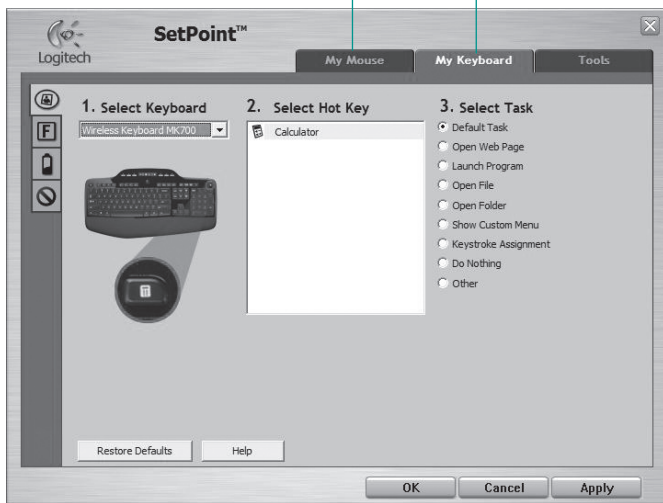 Logitech
SetPoint™
My Mouse
My Keyboard
Tools
1. Select Keyboard
Wireless Keyboard MK700
2. Select Hot Key
Calculator
3. Select Task
Default Task
Open Web Page
Launch Program
Open File
Open Folder
Show Custom Menu
Keystroke Assignment
Do Nothing
Other
F
Restore Defaults
Help
OK
Cancel
Apply